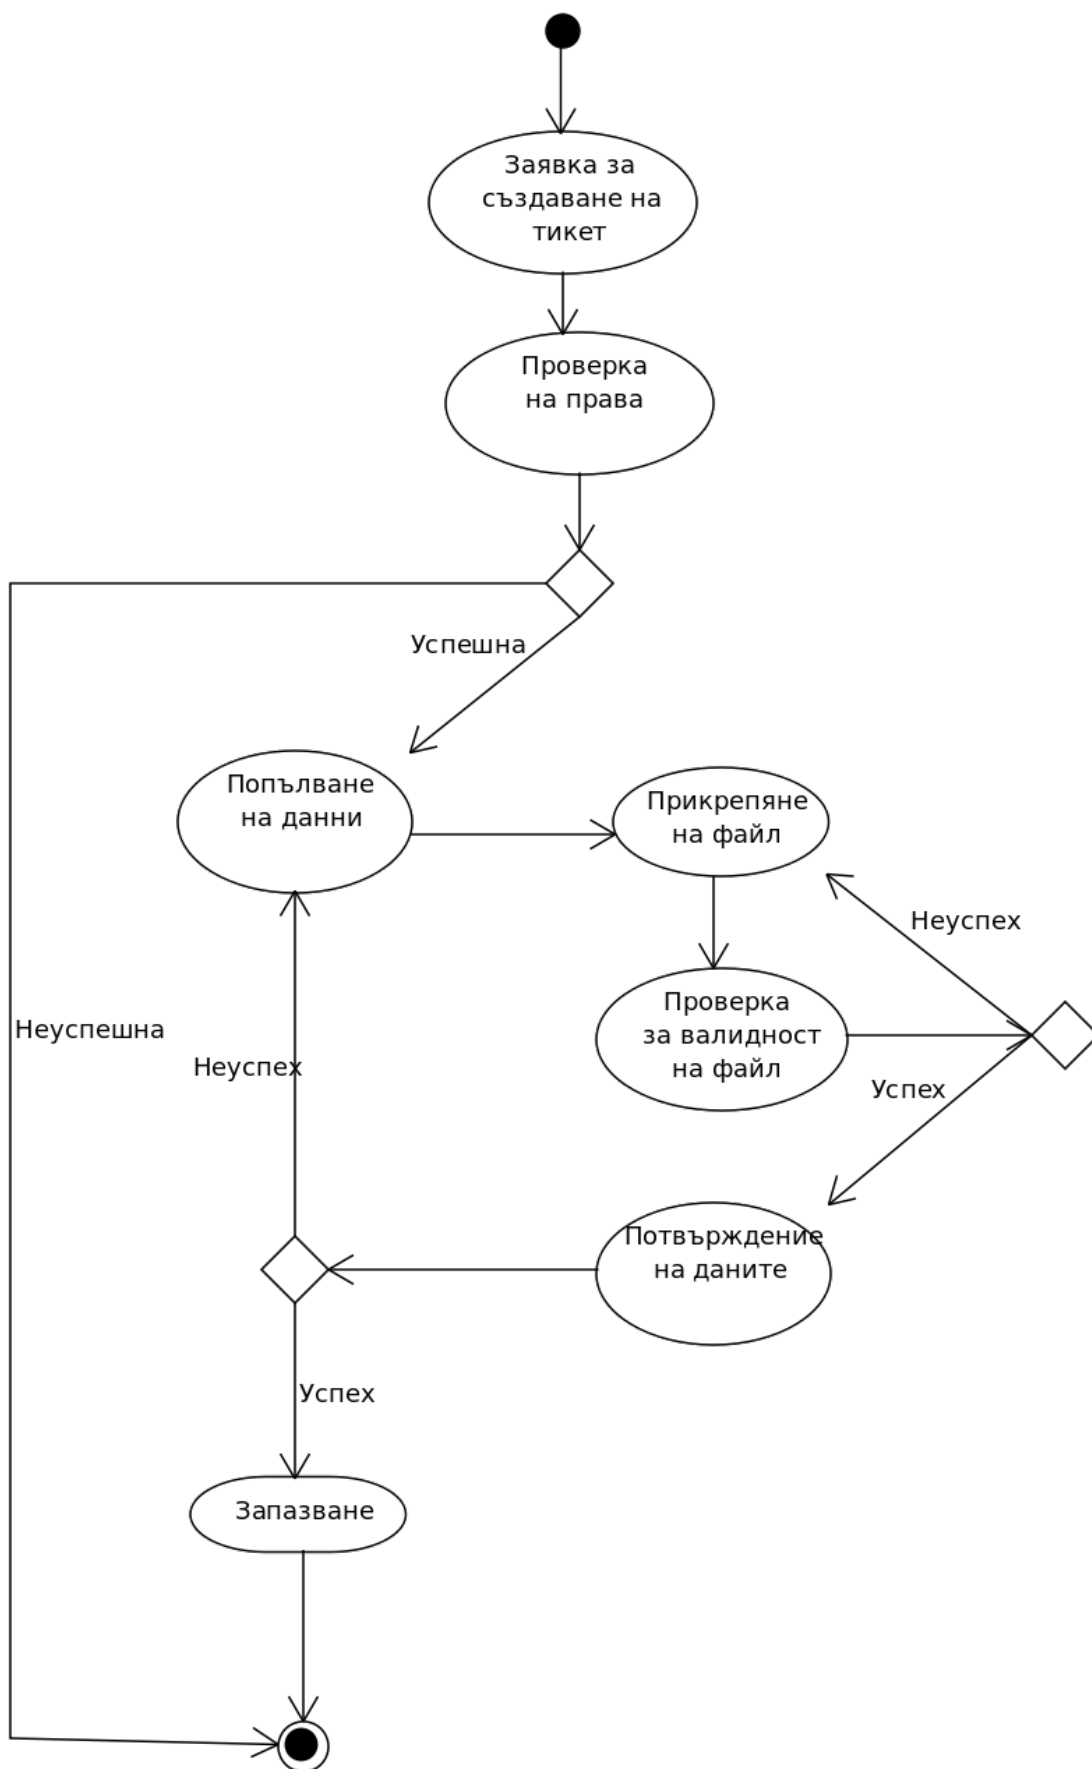 Заявка за
създаване на
тикет
Проверка
на права
Успешна
Попълване
на данни
Прикрепяне
на файл
Неуспех
Проверка
за валидност
на файл
Неуспешна
Неуспех
Успех
Потвърждение
на даните
Успех
Запазване